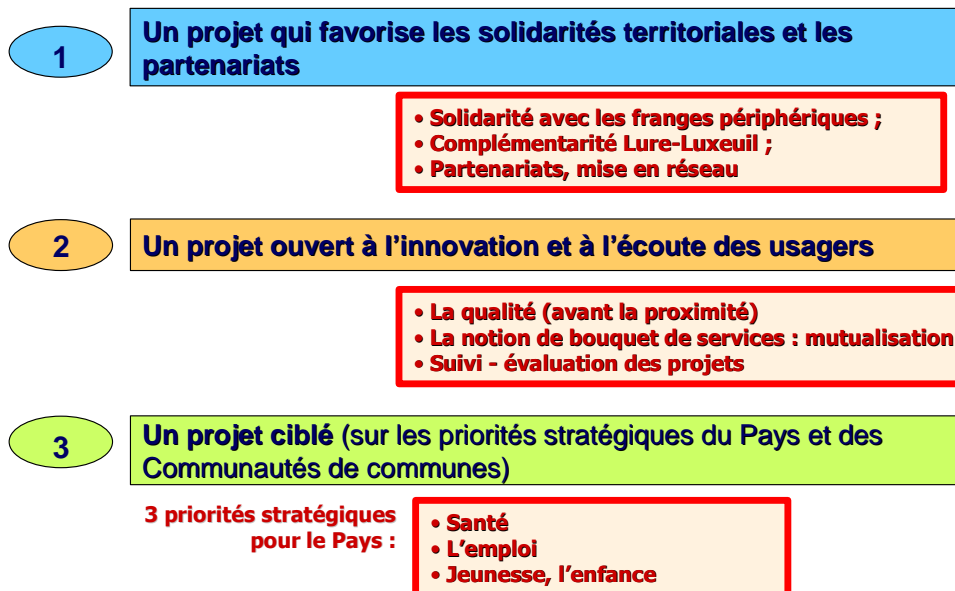 1
Un projet qui favorise les solidarités territoriales et les
partenariats
• Solidarité avec les franges périphériques ;
• Complémentarité Lure-Luxeuil ;
• Partenariats, mise en réseau
2
Un projet ouvert à l'innovation et à l'écoute des usagers
• La qualité (avant la proximité)
• La notion de bouquet de services : mutualisation
• Suivi - évaluation des projets
3
Un projet ciblé (sur les priorités stratégiques du Pays et des
Communautés de communes)
3 priorités stratégiques
pour le Pays :
• Santé
• L'emploi
• Jeunesse, l'enfance